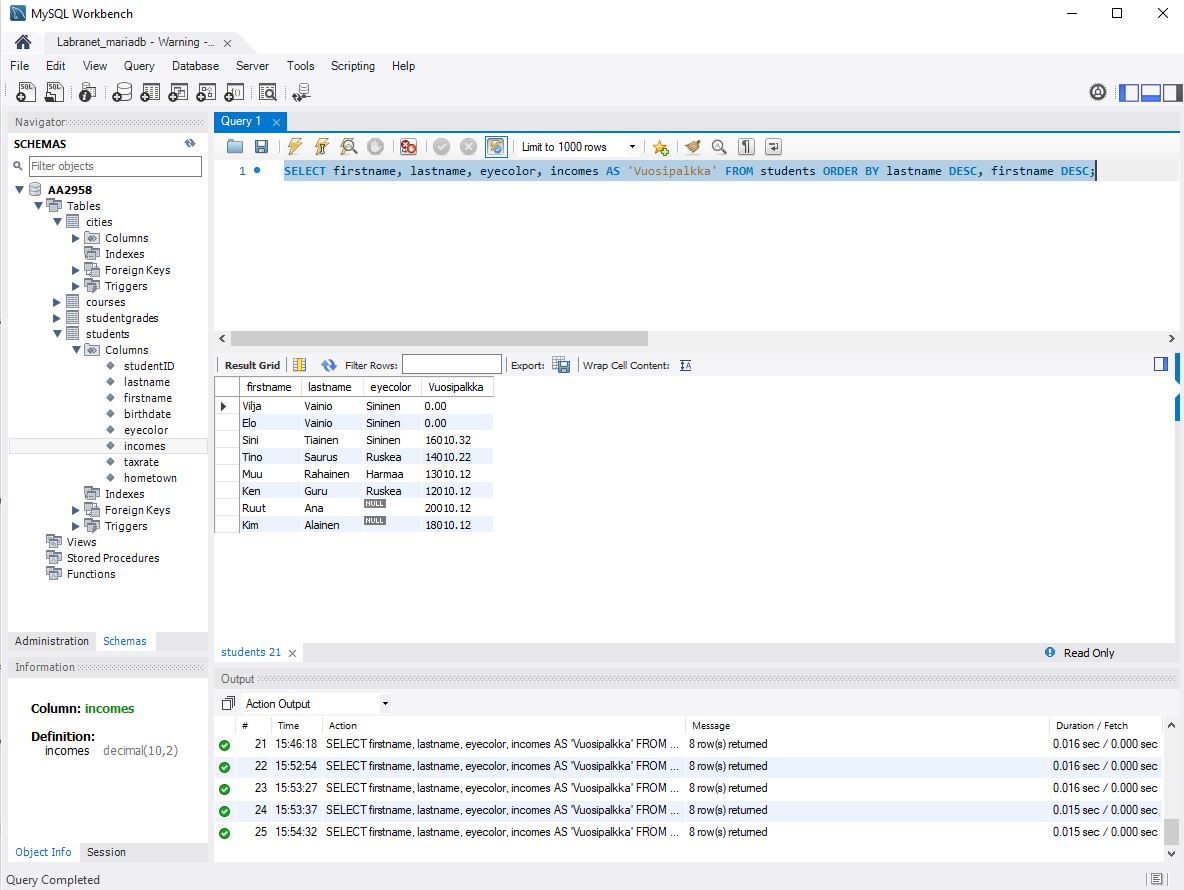 MySQL Workbench
Labranet_mariadb - Warning -...
File Edit View Query Database Server Tools Scripting Help
Navigator
SCHEMAS
Filter objects
AA2958
Tables
cities
Columns
Indexes
Foreign Keys
Triggers
courses
studentgrades
students
Columns
studentID
lastname
firstname
birthdate
eyecolor
incomes
taxrate
hometown
Indexes
Foreign Keys
Triggers
Views
Stored Procedures
Functions
Administration Schemas
Information
Column: incomes
Definition:
incomes decimal(10,2)
Object Info Session
Query 1
Limit to 1000 rows
1 SELECT firstname, lastname, eyecolor, incomes AS 'Vuosipalkka' FROM students ORDER BY lastname DESC, firstname DESC;
Result Grid Filter Rows: Export: Wrap Cell Content:
firstname lastname eyecolor Vuosipalkka
Vilja Vainio Sininen 0.00
Elo Vainio Sininen 0.00
Sini Tiainen Sininen 16010.32
Tino Saurus Ruskea 14010.22
Muu Rahainen Harmaa 13010.12
Ken Guru Ruskea 12010.12
Ruut Ana NULL 20010.12
Kim Alainen NULL 18010.12
students 21 Read Only
Output
Action Output
# Time Action Message Duration / Fetch
21 15:46:18 SELECT firstname, lastname, eyecolor, incomes AS 'Vuosipalkka' FROM ... 8 row(s) returned 0.016 sec / 0.000 sec
22 15:52:54 SELECT firstname, lastname, eyecolor, incomes AS 'Vuosipalkka' FROM ... 8 row(s) returned 0.016 sec / 0.000 sec
23 15:53:27 SELECT firstname, lastname, eyecolor, incomes AS 'Vuosipalkka' FROM ... 8 row(s) returned 0.016 sec / 0.000 sec
24 15:53:37 SELECT firstname, lastname, eyecolor, incomes AS 'Vuosipalkka' FROM ... 8 row(s) returned 0.015 sec / 0.000 sec
25 15:54:32 SELECT firstname, lastname, eyecolor, incomes AS 'Vuosipalkka' FROM ... 8 row(s) returned 0.015 sec / 0.000 sec
Query Completed